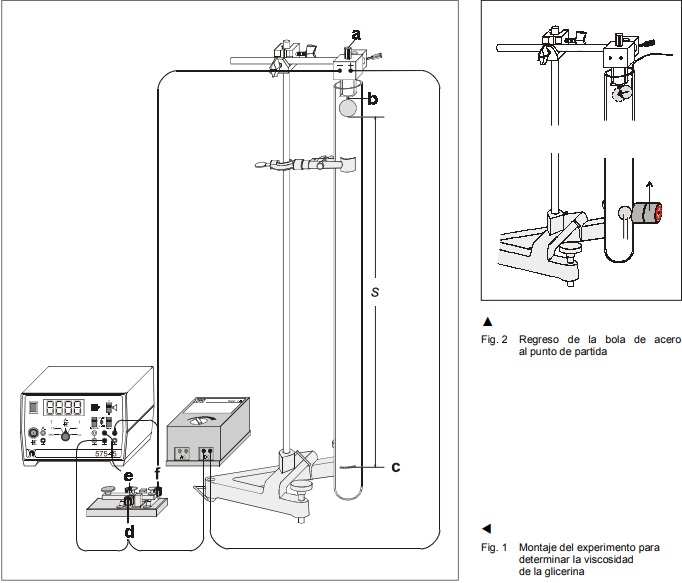 a
b
S
c
575 45
e
f
d
Fig. 2 Regreso de la bola de acero
al punto de partida
Fig. 1 Montaje del experimento para
determinar la viscosidad
de la glicerina